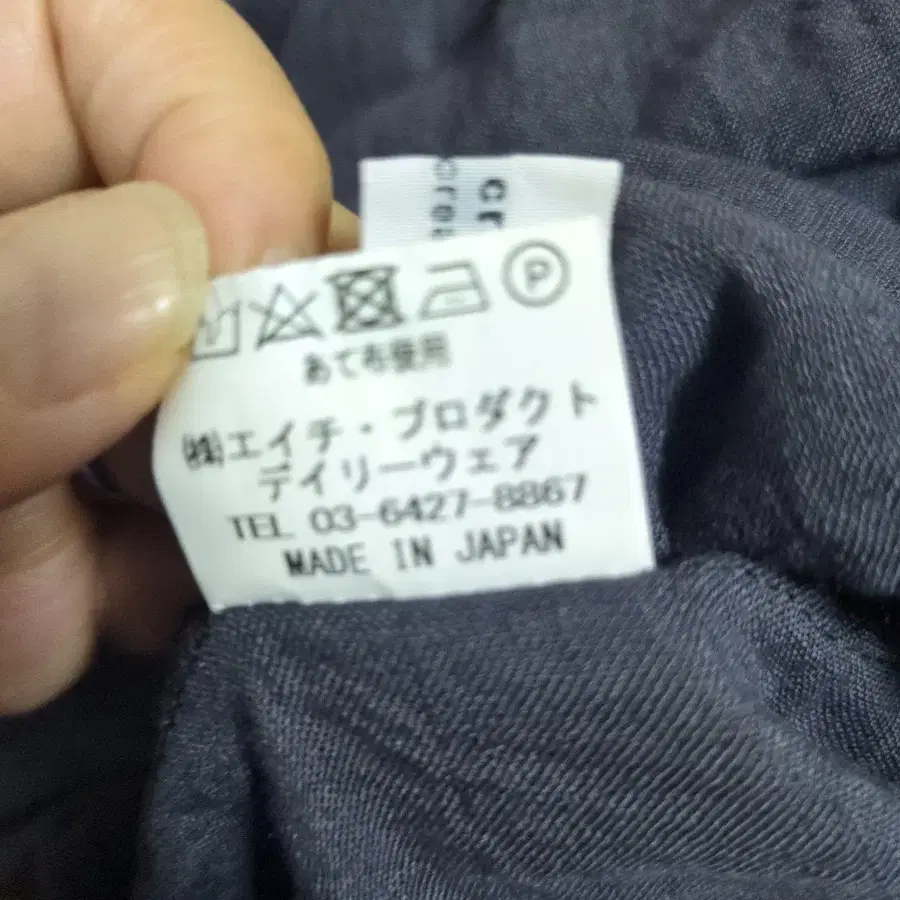 cr
P
あて布使用
㈱エイチ・プロダクト
デイリーウェア
TEL 03-6427-8867
MADE IN JAPAN